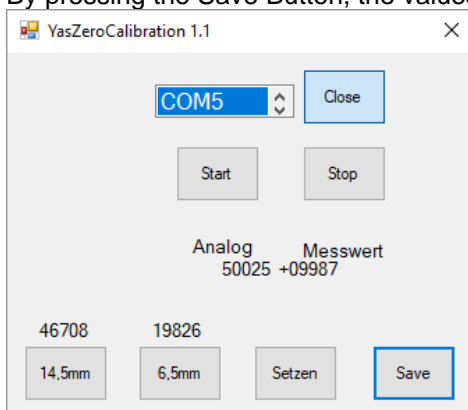 By pressing the Save Button, the values
YasZeroCalibration 1.1
COM5 Close
Start Stop
Analog Messwert
50025 +09987
46708 19826
14,5mm 6,5mm Setzen Save